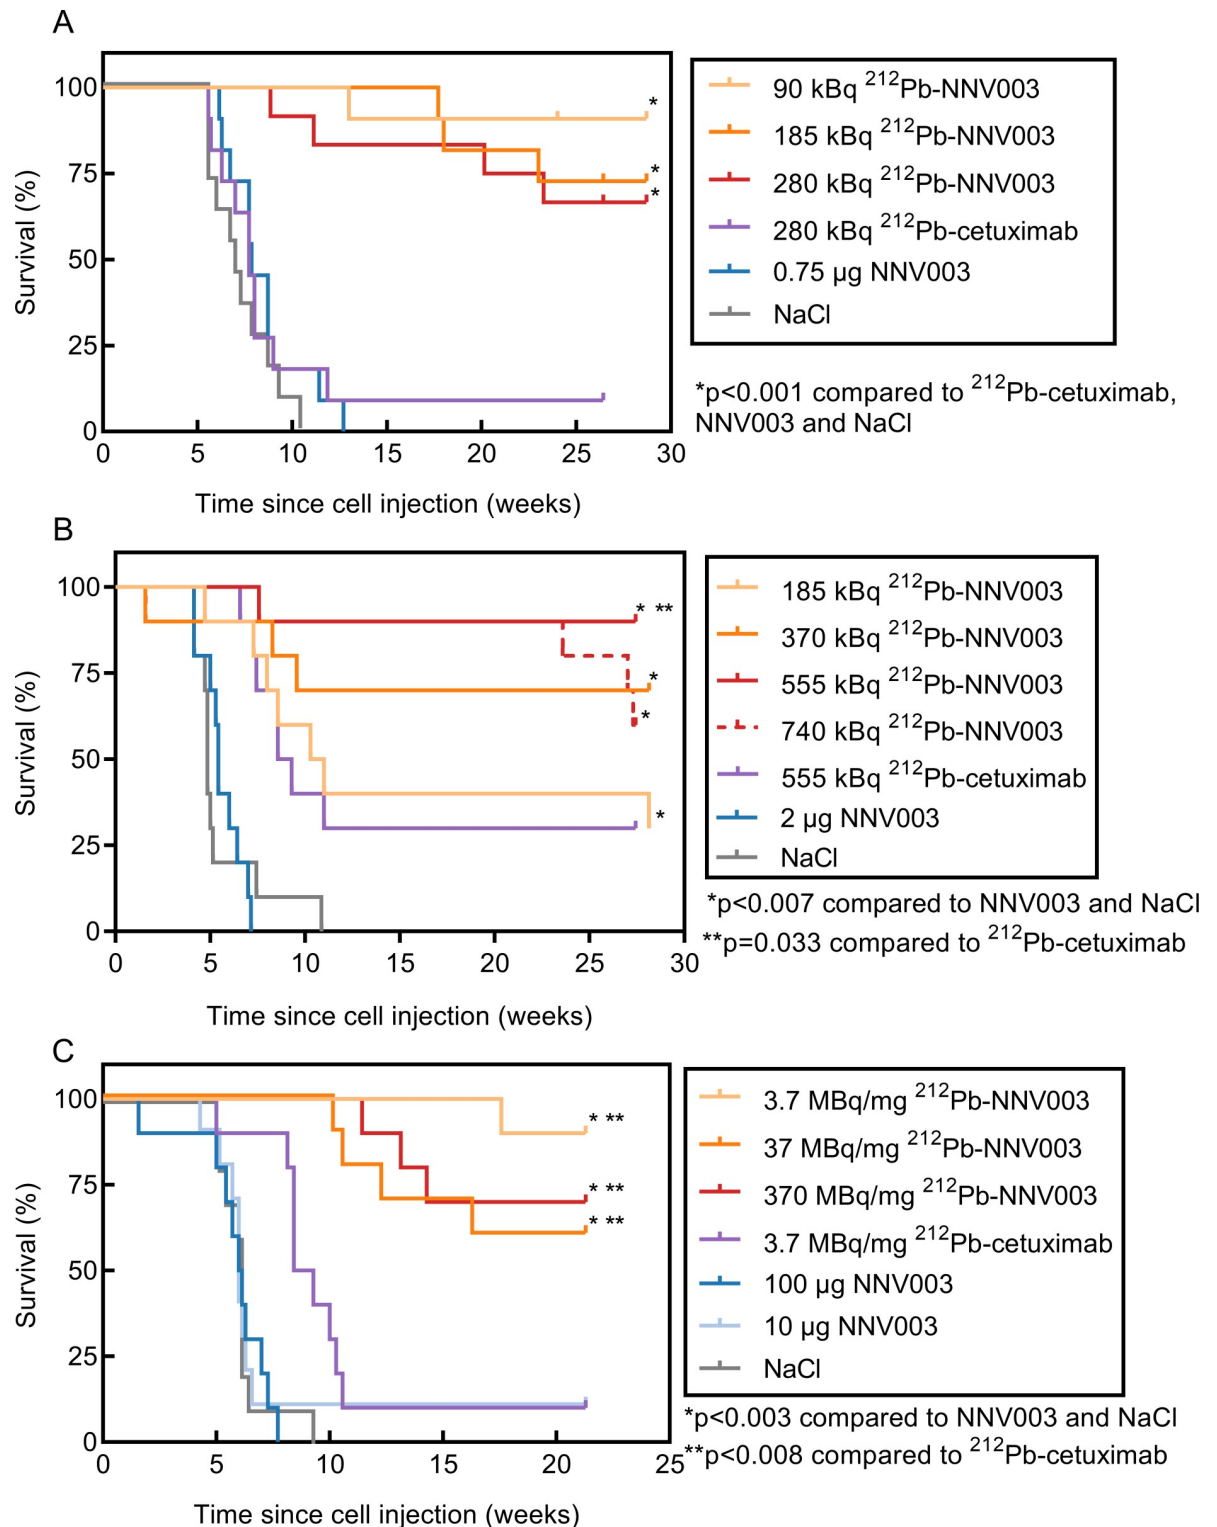 A
100
75
50
25
0
Survival (%)
0 5 10 15 20 25 30
Time since cell injection (weeks)
*
*
*
90 kBq ²¹²Pb-NNV003
185 kBq ²¹²Pb-NNV003
280 kBq ²¹²Pb-NNV003
280 kBq ²¹²Pb-cetuximab
0.75 µg NNV003
NaCl
*p<0.001 compared to ²¹²Pb-cetuximab,
NNV003 and NaCl
B
100
75
50
25
0
Survival (%)
0 5 10 15 20 25 30
Time since cell injection (weeks)
* **
*
*
*
185 kBq ²¹²Pb-NNV003
370 kBq ²¹²Pb-NNV003
555 kBq ²¹²Pb-NNV003
740 kBq ²¹²Pb-NNV003
555 kBq ²¹²Pb-cetuximab
2 µg NNV003
NaCl
*p<0.007 compared to NNV003 and NaCl
**p=0.033 compared to ²¹²Pb-cetuximab
C
100
75
50
25
0
Survival (%)
0 5 10 15 20 25
Time since cell injection (weeks)
* **
* **
* **
3.7 MBq/mg ²¹²Pb-NNV003
37 MBq/mg ²¹²Pb-NNV003
370 MBq/mg ²¹²Pb-NNV003
3.7 MBq/mg ²¹²Pb-cetuximab
100 µg NNV003
10 µg NNV003
NaCl
*p<0.003 compared to NNV003 and NaCl
**p<0.008 compared to ²¹²Pb-cetuximab